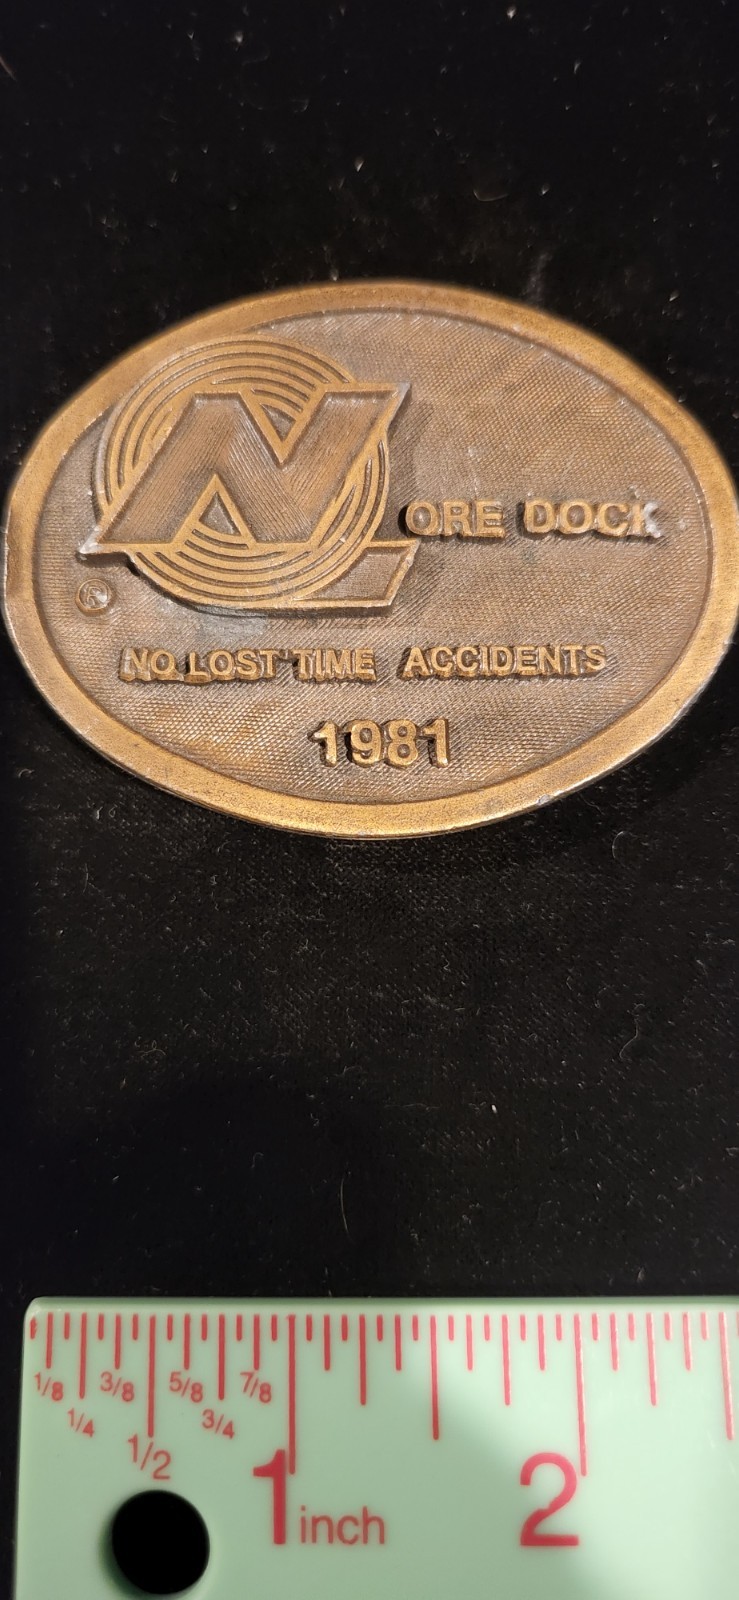 NL ORE DOCK
®
NO LOST TIME ACCIDENTS
1981
1/8 1/4 3/8 1/2 5/8 3/4 7/8
1 inch 2